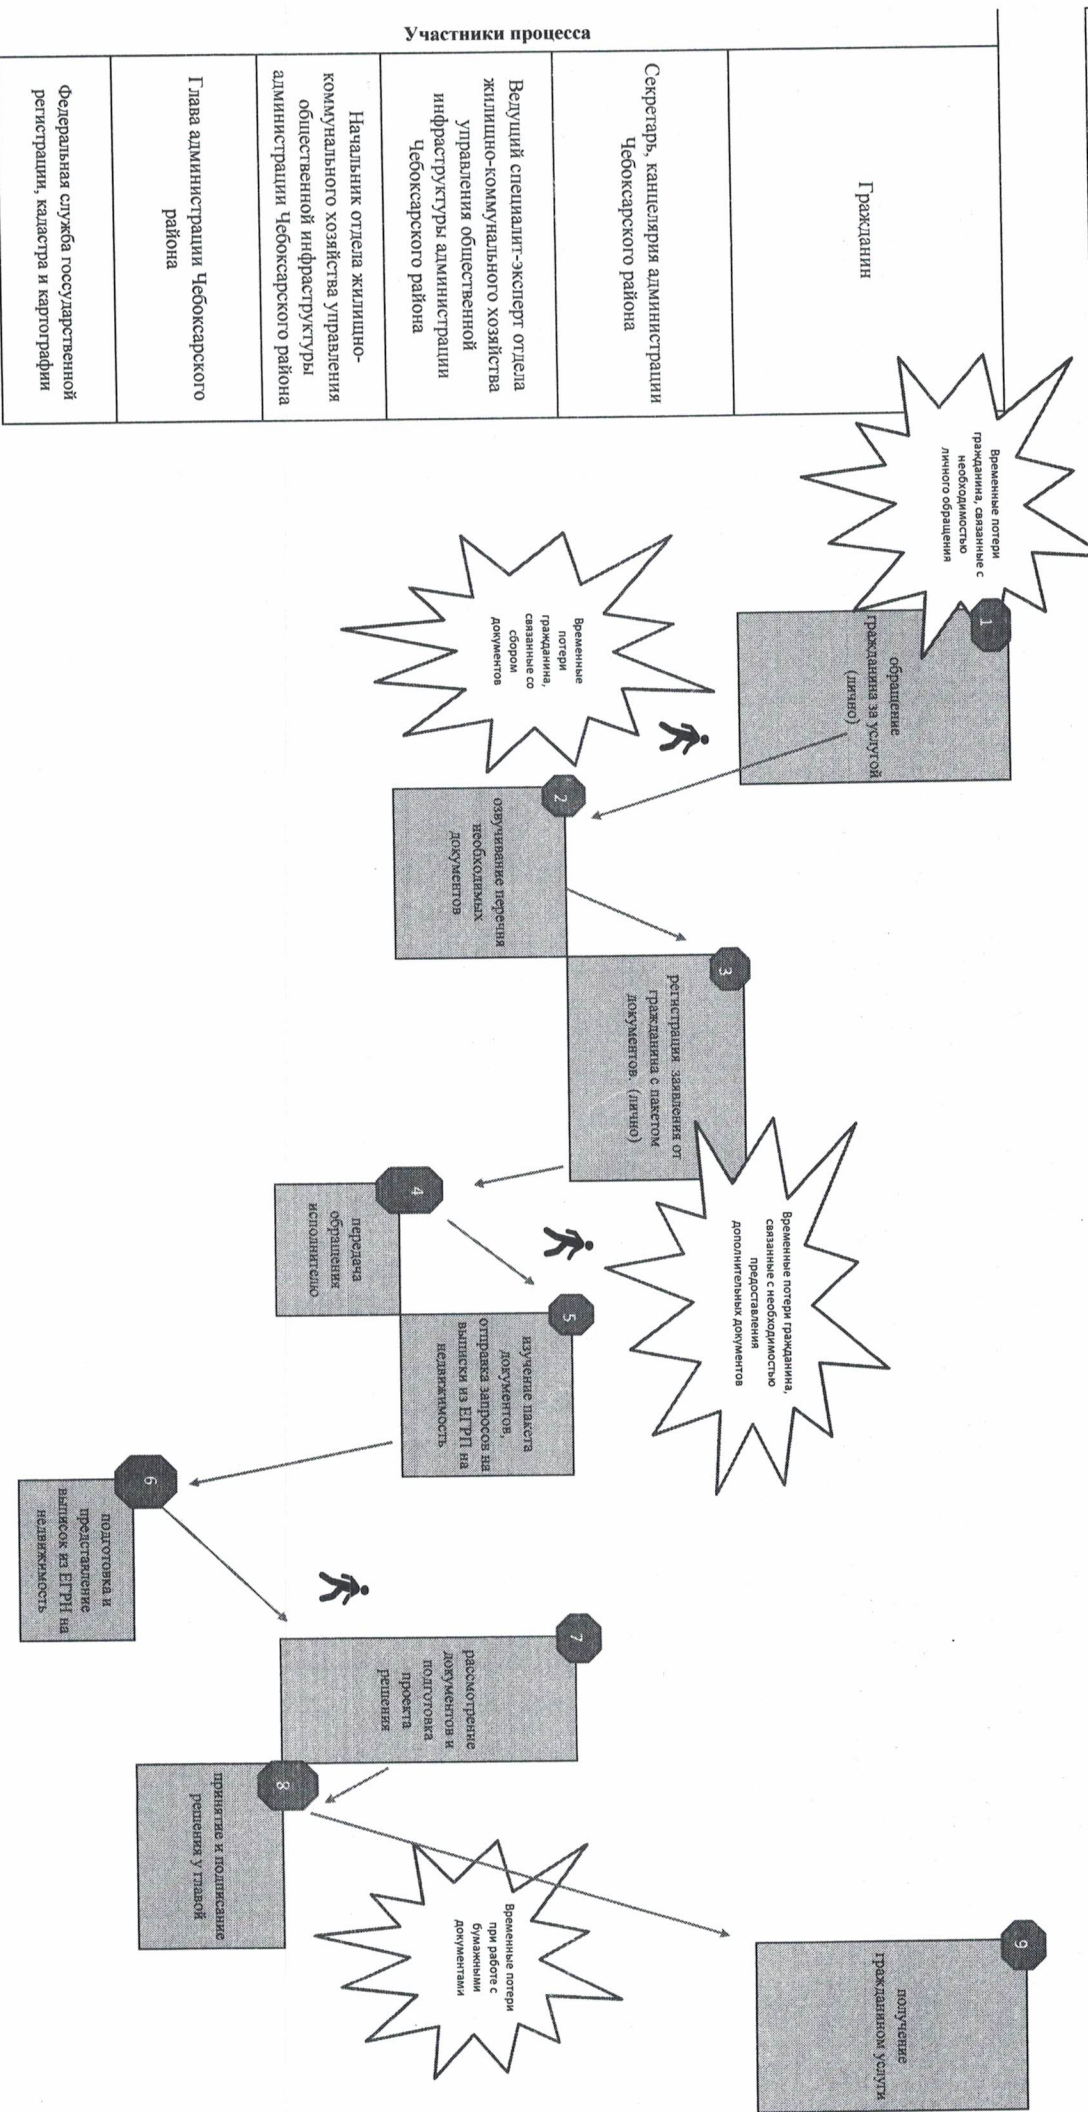 Участники процесса
Гражданин
Секретарь, канцелярия администрации
Чебоксарского района
Ведущий специалит-эксперт отдела
жилищно-коммунального хозяйства
управления общественной
инфраструктуры администрации
Чебоксарского района
Начальник отдела жилищно-
коммунального хозяйства управления
общественной инфраструктуры
администрации Чебоксарского района
Глава администрации Чебоксарского
района
Федеральная служба госсударственной
регистрации, кадастра и картографии
Временные потери
гражданина, связанные с
необходимостью
личного обращения
1
обращение
гражданина за услугой
(лично)
Временные
потери
гражданина,
связанные со
сбором
документов
2
озвучивание перечня
необходимых
документов
3
регистрация заявления от
гражданина с пакетом
документов. (лично)
Временные потери гражданина,
связанные с необходимостью
предоставления
дополнительных документов
4
передача
обращения
исполнителю
5
изучение пакета
документов,
отправка запросов на
выписки из ЕГРП на
недвижимость
6
подготовка и
представление
выписок из ЕГРН на
недвижимость
7
рассмотрение
документов и
подготовка
проекта
решения
8
принятие и подписание
решения у главой
Временные потери
при работе с
бумажными
документами
9
получение
гражданином услуги